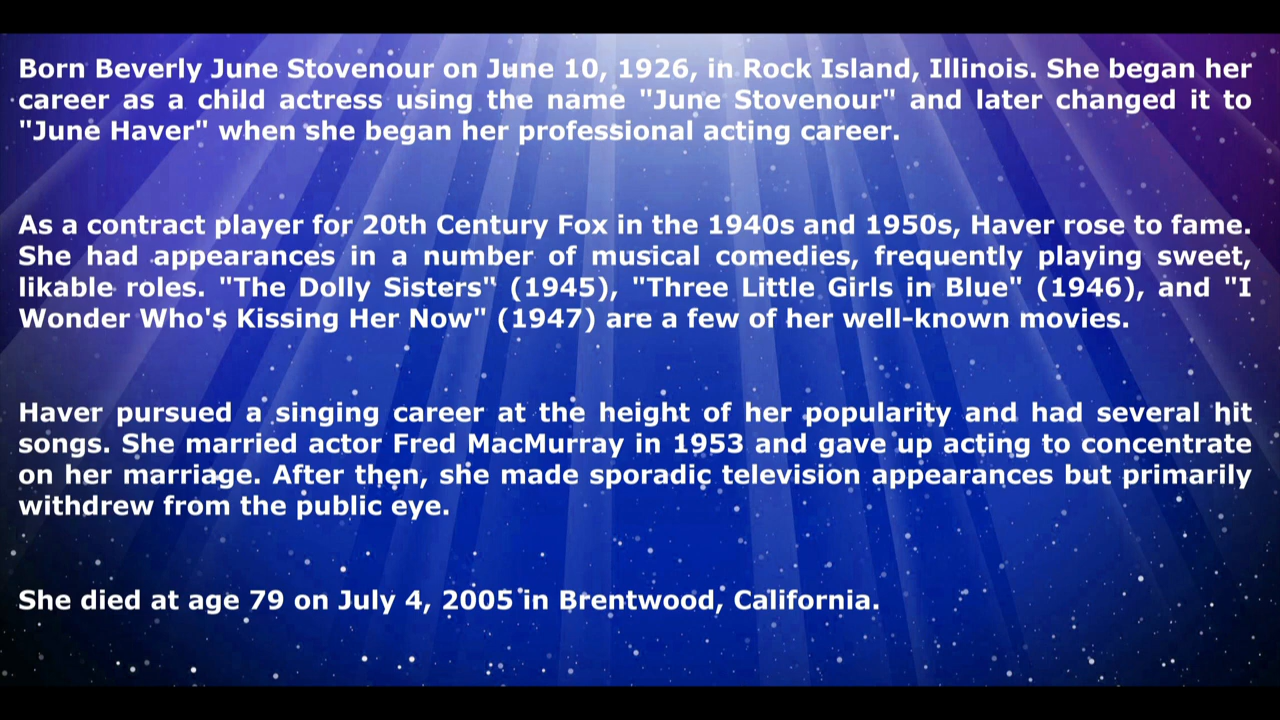 Born Beverly June Stovenour on June 10, 1926, in Rock Island, Illinois. She began her
career as a child actress using the name "June Stovenour" and later changed it to
"June Haver" when she began her professional acting career.
As a contract player for 20th Century Fox in the 1940s and 1950s, Haver rose to fame.
She had appearances in a number of musical comedies, frequently playing sweet,
likable roles. "The Dolly Sisters" (1945), "Three Little Girls in Blue" (1946), and "I
Wonder Who's Kissing Her Now" (1947) are a few of her well-known movies.
Haver pursued a singing career at the height of her popularity and had several hit
songs. She married actor Fred MacMurray in 1953 and gave up acting to concentrate
on her marriage. After then, she made sporadic television appearances but primarily
withdrew from the public eye.
She died at age 79 on July 4, 2005 in Brentwood, California.